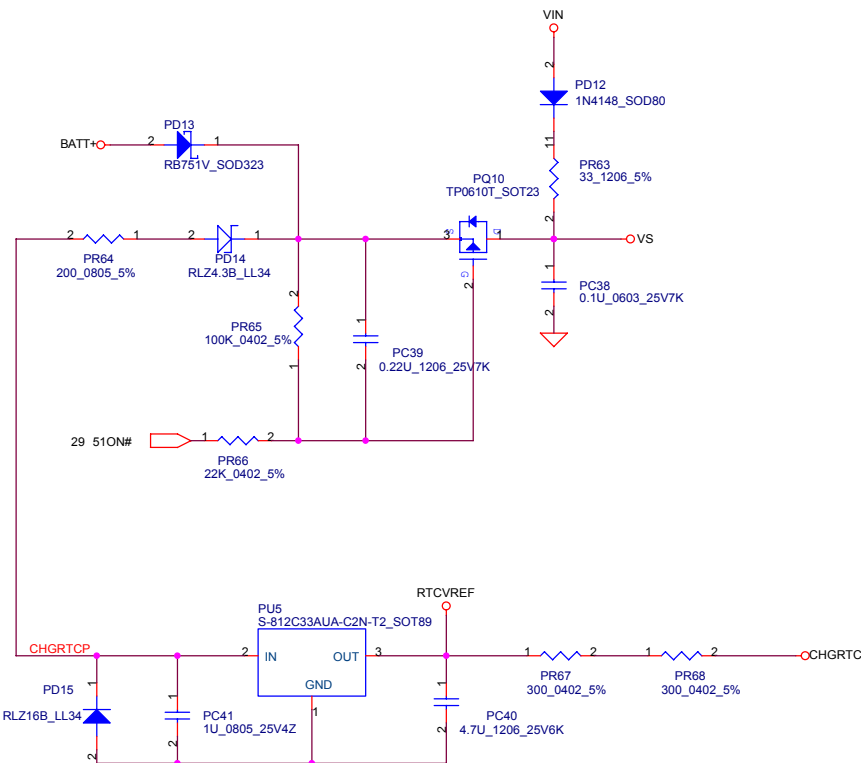 VIN
2
PD12
1N4148_SOD80
PD13
BATT+ 2 1
RB751V_SOD323
11
PR63
33_1206_5%
PQ10
TP0610T_SOT23
2
2 1 2 1 3 S D 1 VS
PR64
200_0805_5%
PD14
RLZ4.3B_LL34
G
2
1
PC38
0.1U_0603_25V7K
2
2
PR65
100K_0402_5%
1
1
PC39
0.22U_1206_25V7K
2
29 51ON# 1 2
PR66
22K_0402_5%
RTCVREF
PU5
S-812C33AUA-C2N-T2_SOT89
CHGRTCP 2 IN OUT 3 1 2 1 2 CHGRTC
PR67
300_0402_5%
PR68
300_0402_5%
GND
1
PD15
RLZ16B_LL34
2
1
PC41
1U_0805_25V4Z
2
1
1
PC40
4.7U_1206_25V6K
2